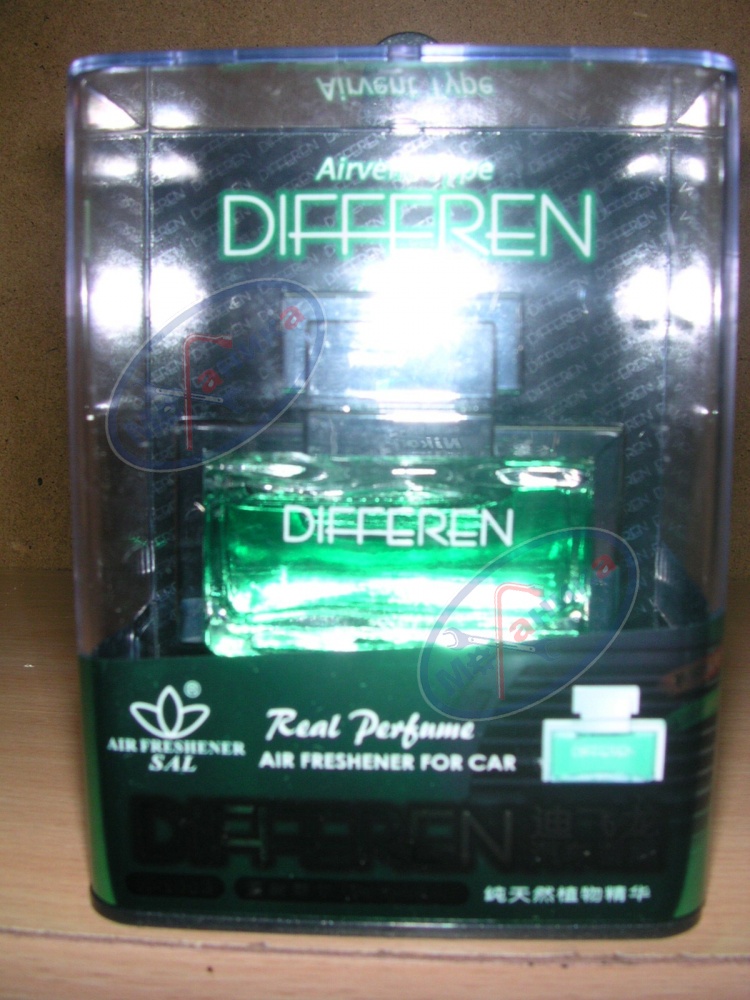 Airvent Type
Airvent Type
DIFFEREN
DIFFEREN
®
AIR FRESHENER
SAL
Real Perfume
AIR FRESHENER FOR CAR
DIFFEREN
DIFFEREN
纯天然植物精华